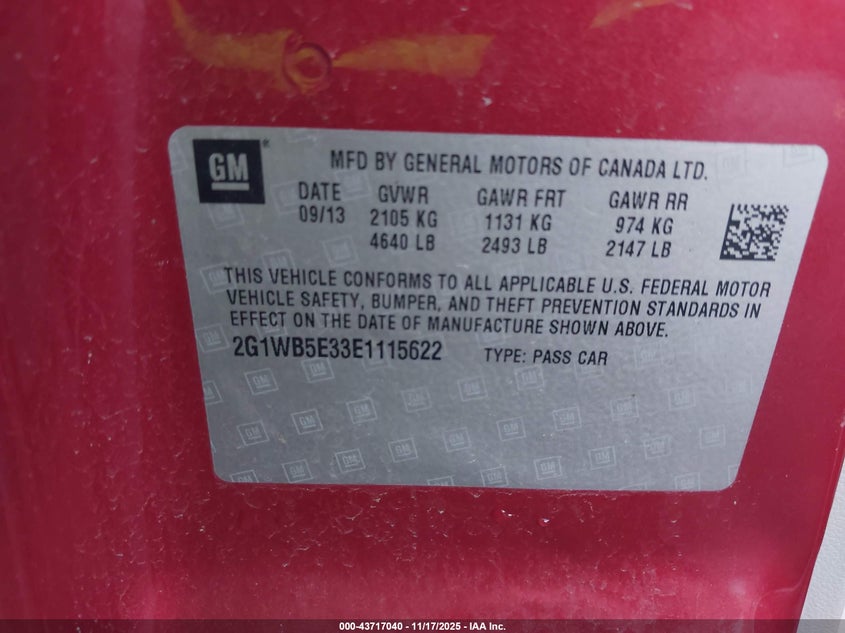 GM® MFD BY GENERAL MOTORS OF CANADA LTD.
DATE GVWR GAWR FRT GAWR RR
09/13 2105 KG 1131 KG 974 KG
4640 LB 2493 LB 2147 LB
THIS VEHICLE CONFORMS TO ALL APPLICABLE U.S. FEDERAL MOTOR
VEHICLE SAFETY, BUMPER, AND THEFT PREVENTION STANDARDS IN
EFFECT ON THE DATE OF MANUFACTURE SHOWN ABOVE.
2G1WB5E33E1115622 TYPE: PASS CAR
000-43717040 - 11/17/2025 - IAA Inc.